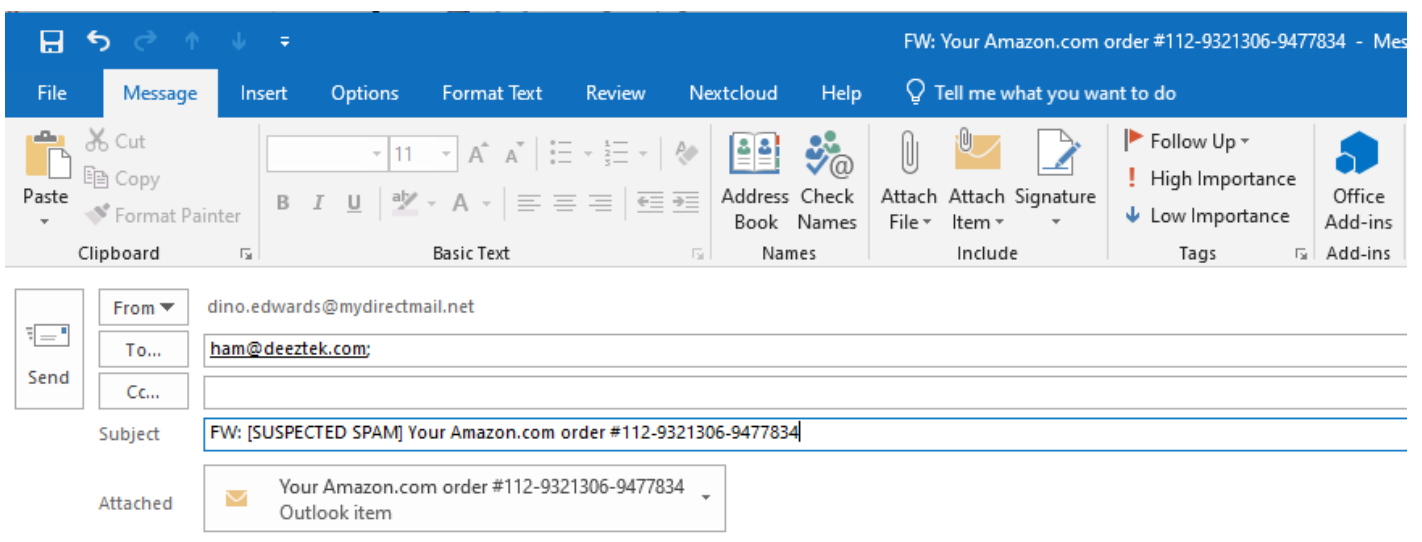 FW: Your Amazon.com order #112-9321306-9477834 - Mes
File Message Insert Options Format Text Review Nextcloud Help Tell me what you want to do
Paste
Cut
Copy
Format Painter
Clipboard
11
B I U ab A
Basic Text
Address Book
Check Names
Names
Attach File
Attach Item
Signature
Include
Follow Up
High Importance
Low Importance
Tags
Office Add-ins
Add-ins
Send
From dino.edwards@mydirectmail.net
To... ham@deeztek.com;
Cc...
Subject FW: [SUSPECTED SPAM] Your Amazon.com order #112-9321306-9477834
Attached Your Amazon.com order #112-9321306-9477834
Outlook item